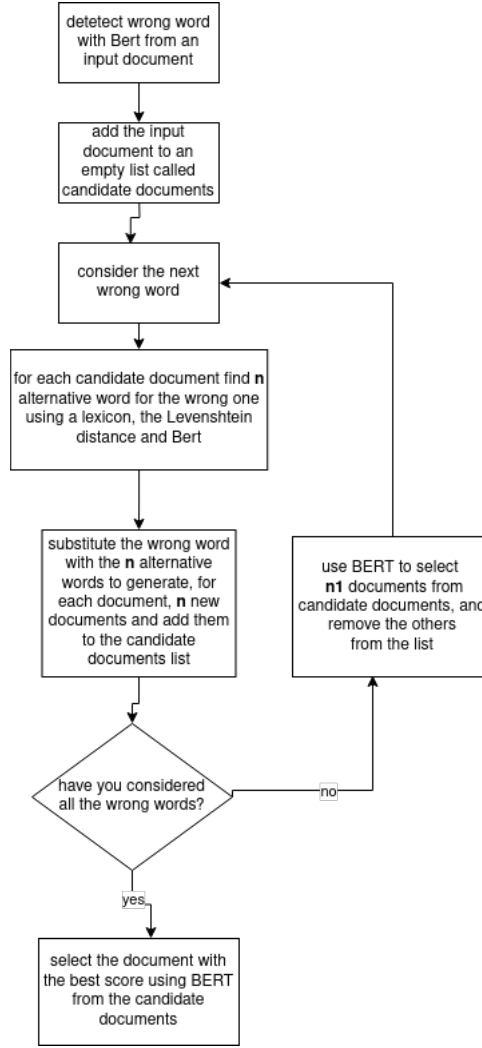 detetect wrong word
with Bert from an
input document
add the input
document to an
empty list called
candidate documents
consider the next
wrong word
for each candidate document find n
alternative word for the wrong one
using a lexicon, the Levenshtein
distance and Bert
substitute the wrong word
with the n alternative
words to generate, for
each document, n new
documents and add them
to the candidate
documents list
use BERT to select
n1 documents from
candidate documents, and
remove the others
from the list
have you considered
all the wrong words?
no
yes
select the document with
the best score using BERT
from the candidate
documents